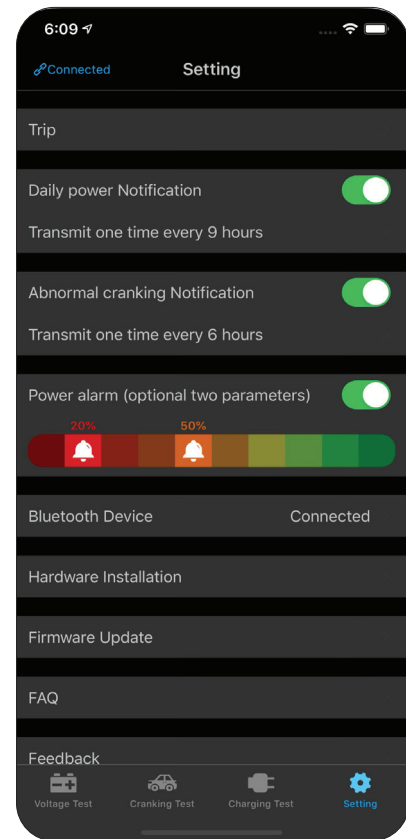 6:09
Connected Setting
Trip
Daily power Notification
Transmit one time every 9 hours
Abnormal cranking Notification
Transmit one time every 6 hours
Power alarm (optional two parameters)
20% 50%
Bluetooth Device Connected
Hardware Installation
Firmware Update
FAQ
Feedback
Voltage Test Cranking Test Charging Test Setting